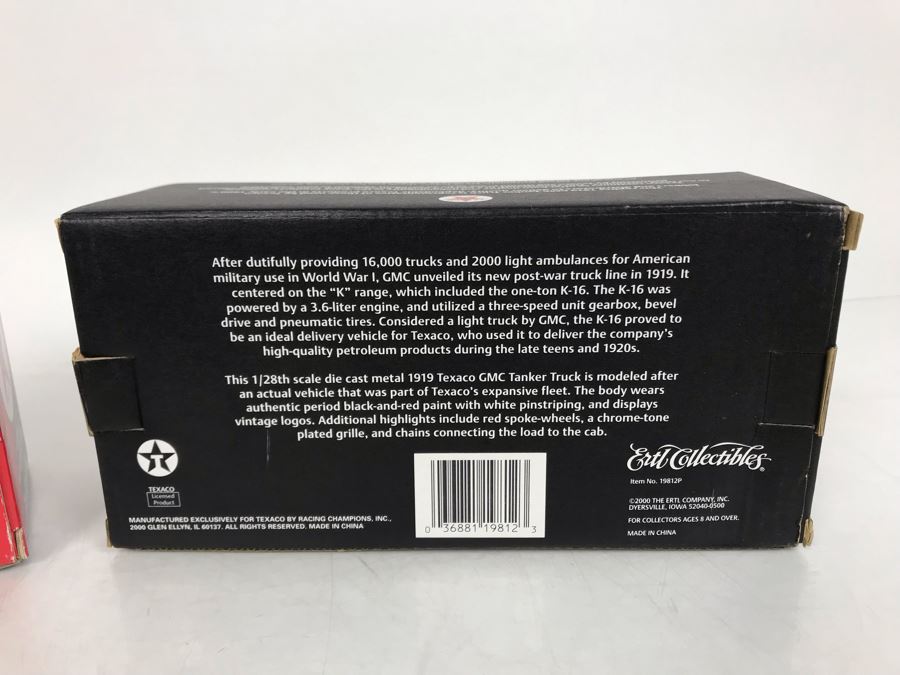 After dutifully providing 16,000 trucks and 2000 light ambulances for American
military use in World War I, GMC unveiled its new post-war truck line in 1919. It
centered on the “K” range, which included the one-ton K-16. The K-16 was
powered by a 3.6-liter engine, and utilized a three-speed unit gearbox, bevel
drive and pneumatic tires. Considered a light truck by GMC, the K-16 proved to
be an ideal delivery vehicle for Texaco, who used it to deliver the company’s
high-quality petroleum products during the late teens and 1920s.
This 1/28th scale die cast metal 1919 Texaco GMC Tanker Truck is modeled after
an actual vehicle that was part of Texaco’s expansive fleet. The body wears
authentic period black-and-red paint with white pinstriping, and displays
vintage logos. Additional highlights include red spoke-wheels, a chrome-tone
plated grille, and chains connecting the load to the cab.
T
TEXACO
Licensed
Product
MANUFACTURED EXCLUSIVELY FOR TEXACO BY RACING CHAMPIONS, INC.,
2000 GLEN ELLYN, IL 60137. ALL RIGHTS RESERVED. MADE IN CHINA
0 36881 19812 3
Ertl Collectibles®
Item No. 19812P
©2000 THE ERTL COMPANY, INC.
DYERSVILLE, IOWA 52040-0500
FOR COLLECTORS AGES 8 AND OVER.
MADE IN CHINA